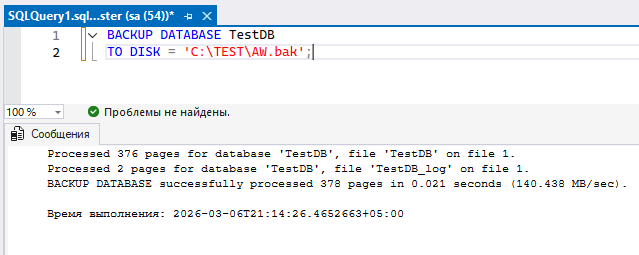 SQLQuery1.sql...ster (sa (54))*
1 BACKUP DATABASE TestDB
2 TO DISK = 'C:\TEST\AW.bak';
100 % Проблемы не найдены.
Сообщения
Processed 376 pages for database 'TestDB', file 'TestDB' on file 1.
Processed 2 pages for database 'TestDB', file 'TestDB_log' on file 1.
BACKUP DATABASE successfully processed 378 pages in 0.021 seconds (140.438 MB/sec).
Время выполнения: 2026-03-06T21:14:26.4652663+05:00